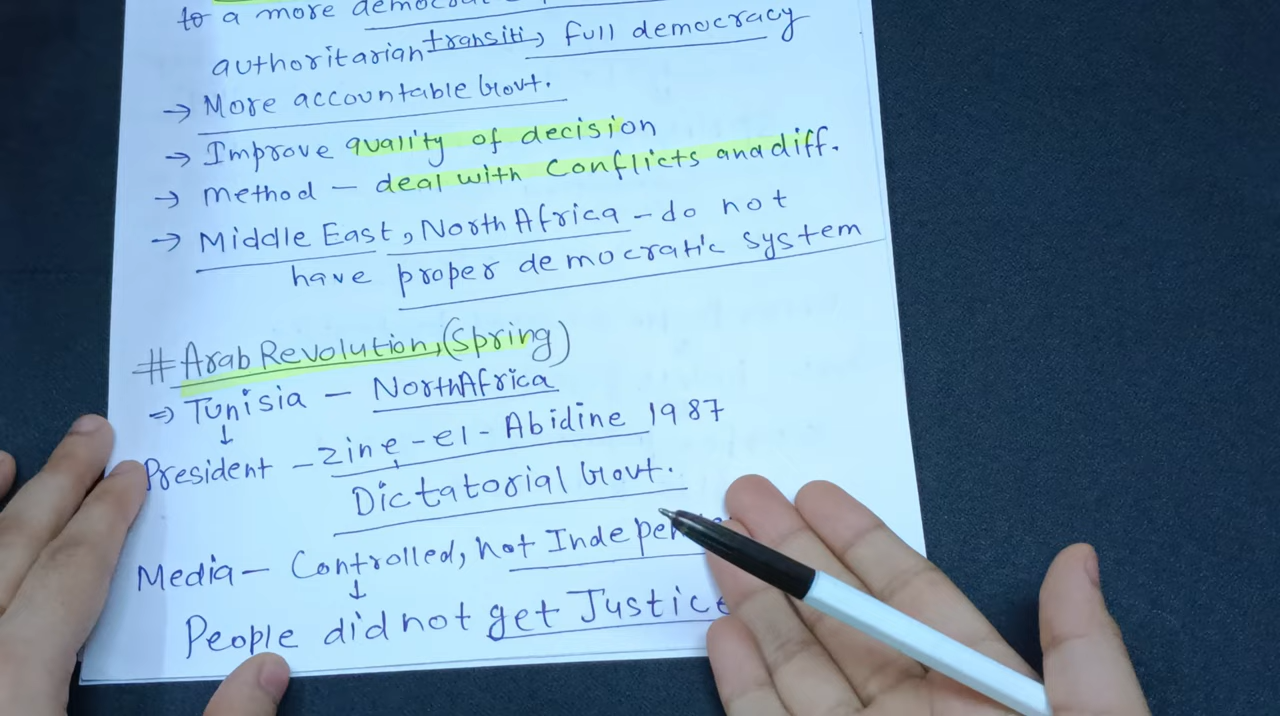 to a more
authoritarian transiti, full democracy
→ More accountable Govt.
→ Improve quality of decision
→ Method — deal with Conflicts and diff.
→ Middle East, North Africa - do not
have proper democratic system
# Arab Revolution, (Spring)
⇒ Tunisia — North Africa
↓
President — Zine-el-Abidine 1987
Dictatorial Govt.
Media — Controlled, not
↓
People did not get Justice